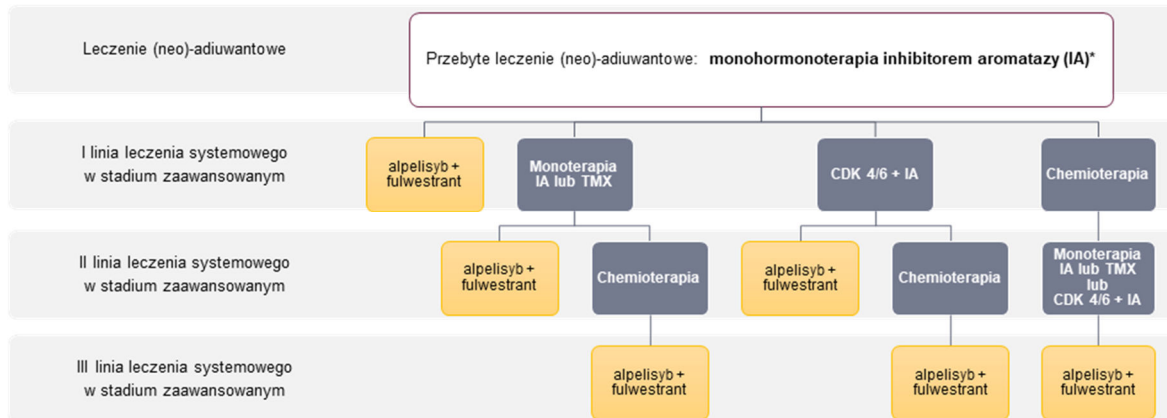 Leczenie (neo)-adiuwantowe
Przebyte leczenie (neo)-adiuwantowe: monohormonoterapia inhibitorem aromatazy (IA)*
I linia leczenia systemowego
w stadium zaawansowanym
alpelisyb +
fulwestrant
Monoterapia
IA lub TMX
CDK 4/6 + IA
Chemioterapia
II linia leczenia systemowego
w stadium zaawansowanym
alpelisyb +
fulwestrant
Chemioterapia
alpelisyb +
fulwestrant
Chemioterapia
Monoterapia
IA lub TMX
lub
CDK 4/6 + IA
III linia leczenia systemowego
w stadium zaawansowanym
alpelisyb +
fulwestrant
alpelisyb +
fulwestrant
alpelisyb +
fulwestrant